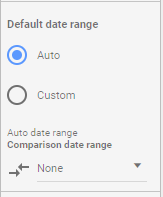 Default date range
Auto
Custom
Auto date range
Comparison date range
None